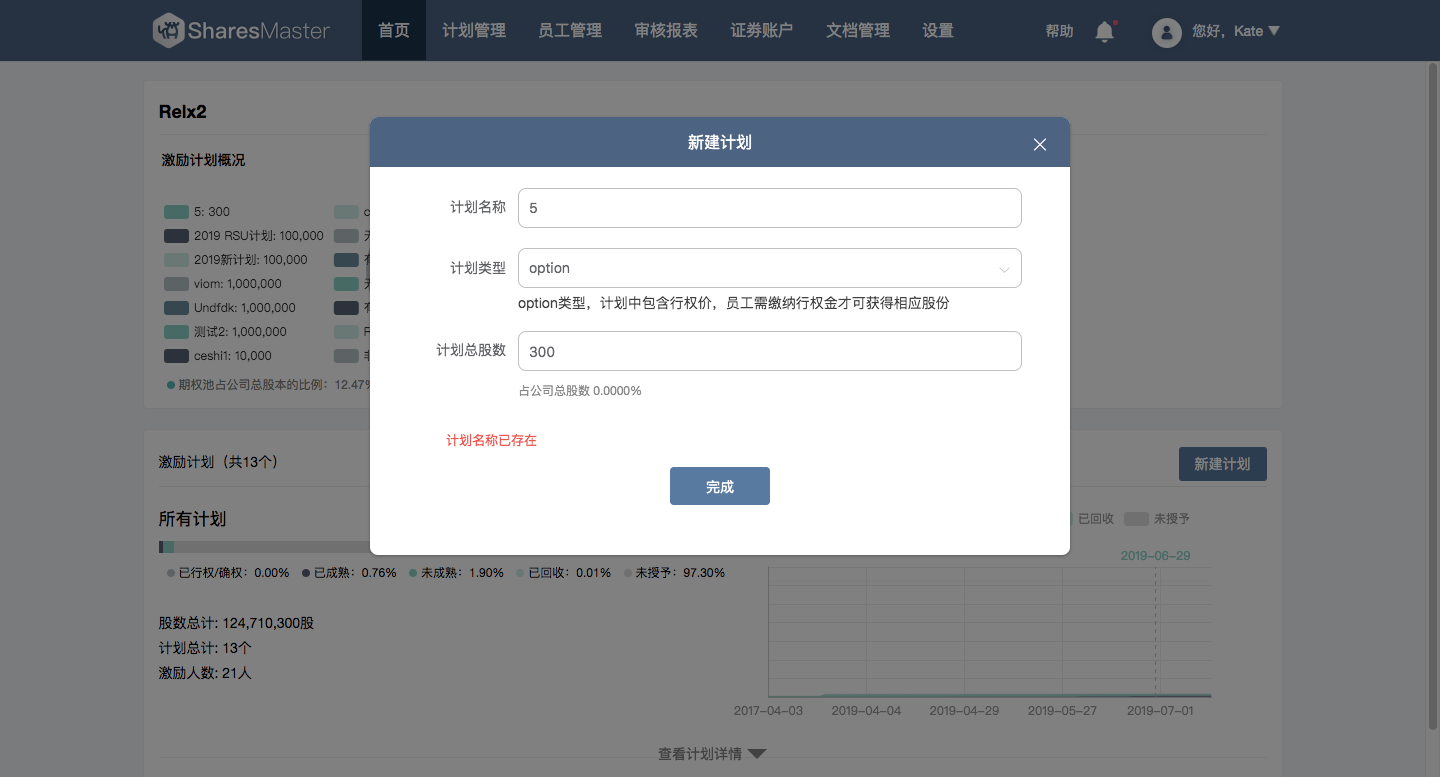 SharesMaster 首页 计划管理 员工管理 审核报表 证券账户 文档管理 设置 帮助 您好，Kate
Relx2
激励计划概况
5: 300
2019 RSU计划: 100,000
2019新计划: 100,000
viom: 1,000,000
Undfdk: 1,000,000
测试2: 1,000,000
ceshi1: 10,000
期权池占公司总股本的比例：12.47%
新建计划
计划名称 5
计划类型 option
option类型，计划中包含行权价，员工需缴纳行权金才可获得相应股份
计划总股数 300
占公司总股数 0.0000%
计划名称已存在
完成
激励计划（共13个） 新建计划
所有计划
已回收 未授予
2019-06-29
已行权/确权：0.00% 已成熟：0.76% 未成熟：1.90% 已回收：0.01% 未授予：97.30%
股数总计: 124,710,300股
计划总计: 13个
激励人数: 21人
2017-04-03 2019-04-04 2019-04-29 2019-05-27 2019-07-01
查看计划详情